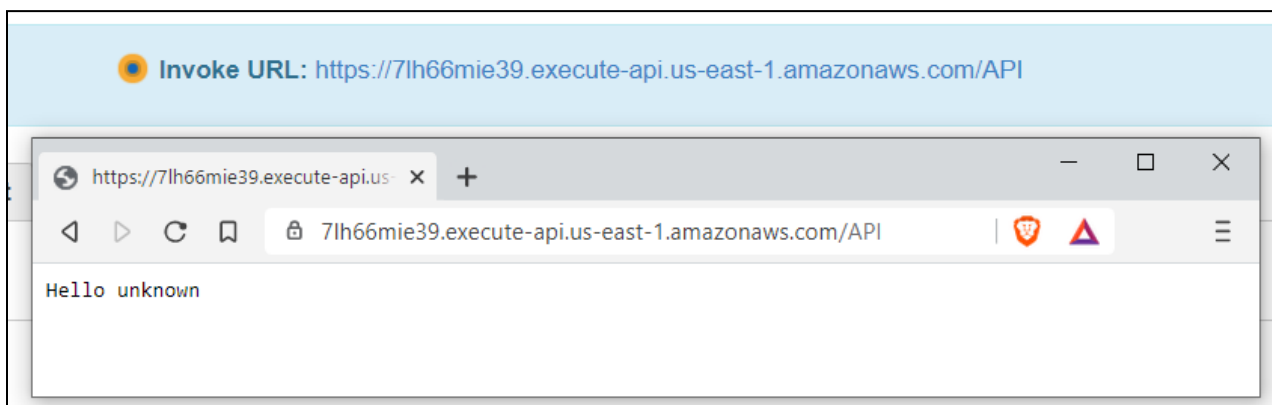 Invoke URL: https://7lh66mie39.execute-api.us-east-1.amazonaws.com/API
https://7lh66mie39.execute-api.us-
7lh66mie39.execute-api.us-east-1.amazonaws.com/API
Hello unknown